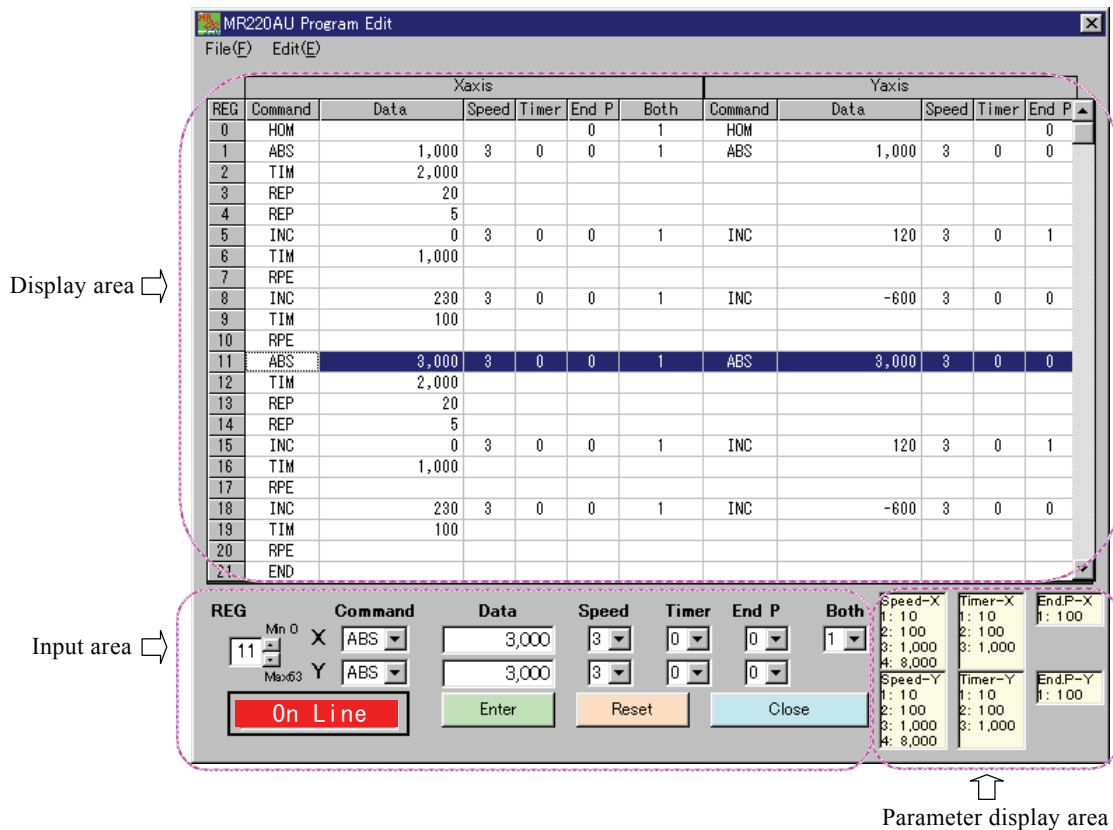 MR220AU Program Edit
File(F) Edit(E)
Xaxis Yaxis
REG Command Data Speed Timer End P Both Command Data Speed Timer End P
0 HOM 0 1 HOM 0
1 ABS 1,000 3 0 0 1 ABS 1,000 3 0 0
2 TIM 2,000
3 REP 20
4 REP 5
5 INC 0 3 0 0 1 INC 120 3 0 1
6 TIM 1,000
7 RPE
8 INC 230 3 0 0 1 INC -600 3 0 0
9 TIM 100
10 RPE
11 ABS 3,000 3 0 0 1 ABS 3,000 3 0 0
12 TIM 2,000
13 REP 20
14 REP 5
15 INC 0 3 0 0 1 INC 120 3 0 1
16 TIM 1,000
17 RPE
18 INC 230 3 0 0 1 INC -600 3 0 0
19 TIM 100
20 RPE
21 END
Display area
Input area
REG Command Data Speed Timer End P Both
11 Min 0 X ABS 3,000 3 0 0 1
Max63 Y ABS 3,000 3 0 0
On Line Enter Reset Close
Speed-X
1: 10
2: 100
3: 1,000
4: 8,000
Timer-X
1: 10
2: 100
3: 1,000
End.P-X
1: 100
Speed-Y
1: 10
2: 100
3: 1,000
4: 8,000
Timer-Y
1: 10
2: 100
3: 1,000
End.P-Y
1: 100
Parameter display area